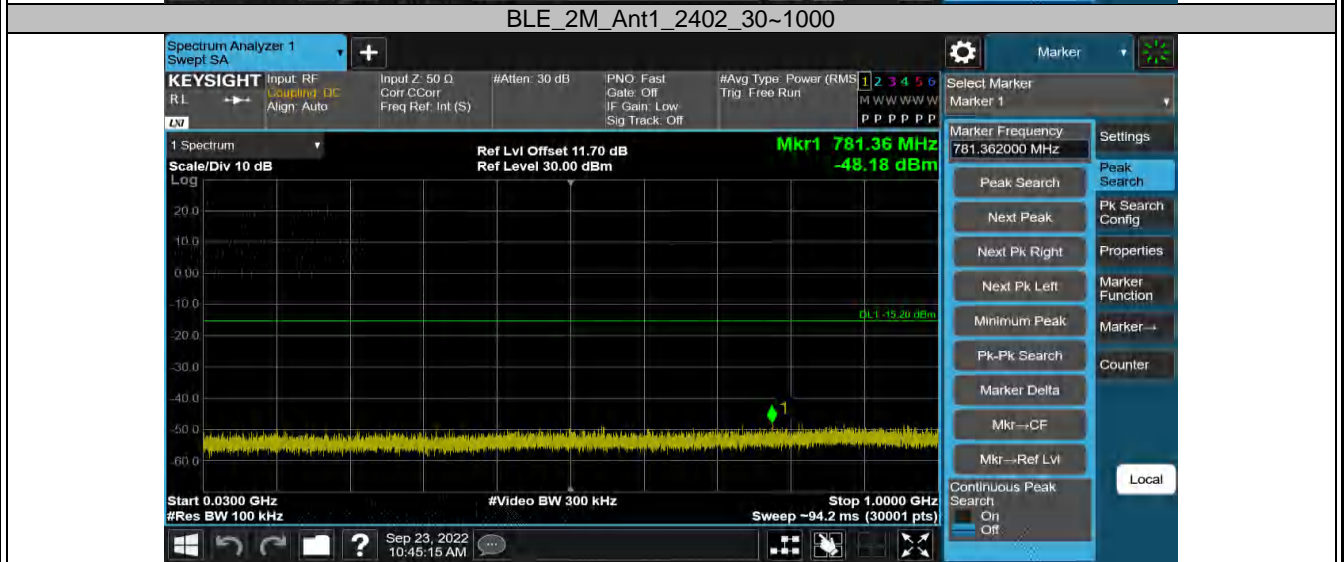 BLE_2M_Ant1_2402_30~1000
Spectrum Analyzer 1
Swept SA
+
Marker
KEYSIGHT
RL
LXI
Input: RF
Coupling: DC
Align: Auto
Input Z: 50 Ω
Corr CCorr
Freq Ref: Int (S)
#Atten: 30 dB
PNO: Fast
Gate: Off
IF Gain: Low
Sig Track: Off
#Avg Type: Power (RMS
Trig: Free Run
1 2 3 4 5 6
M W W W W W
P P P P P P
Select Marker
Marker 1
1 Spectrum
Scale/Div 10 dB
Log
Ref Lvl Offset 11.70 dB
Ref Level 30.00 dBm
Mkr1 781.36 MHz
-48.18 dBm
Marker Frequency
781.362000 MHz
Peak Search
Next Peak
Next Pk Right
Next Pk Left
Minimum Peak
Pk-Pk Search
Marker Delta
Mkr→CF
Mkr→Ref Lvl
Continuous Peak
Search
On
Off
Settings
Peak
Search
Pk Search
Config
Properties
Marker
Function
Marker→
Counter
Local
20.0
10.0
0.00
-10.0
DL1 -15.20 dBm
-20.0
-30.0
-40.0
1
-50.0
-60.0
Start 0.0300 GHz
#Res BW 100 kHz
#Video BW 300 kHz
Stop 1.0000 GHz
Sweep ~94.2 ms (30001 pts)
?
Sep 23, 2022
10:45:15 AM